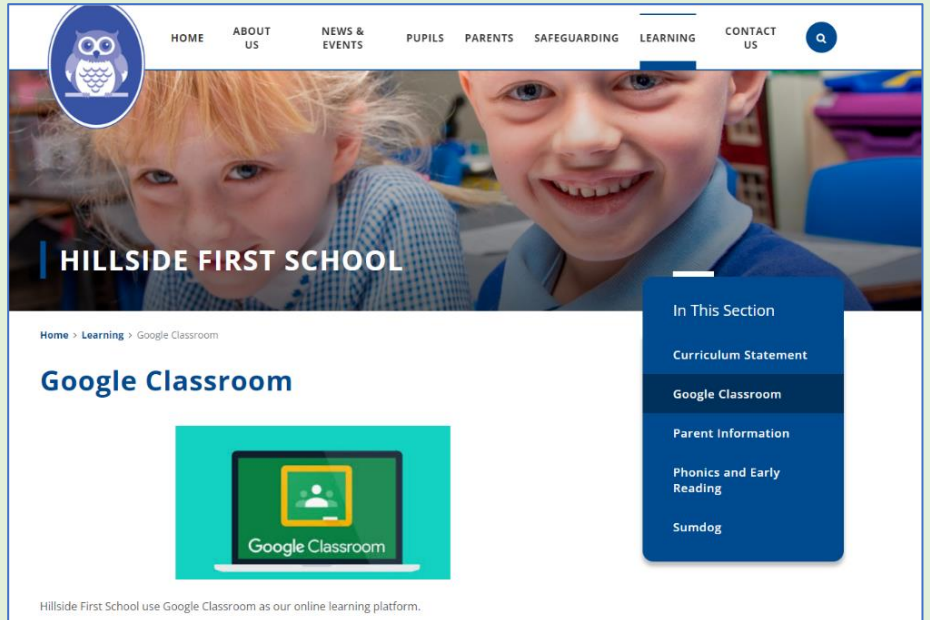 HOME
ABOUT
US
NEWS &
EVENTS
PUPILS
PARENTS
SAFEGUARDING
LEARNING
CONTACT
US
HILLSIDE FIRST SCHOOL
Home > Learning > Google Classroom
Google Classroom
Google Classroom
Hillside First School use Google Classroom as our online learning platform.
In This Section
Curriculum Statement
Google Classroom
Parent Information
Phonics and Early
Reading
Sumdog